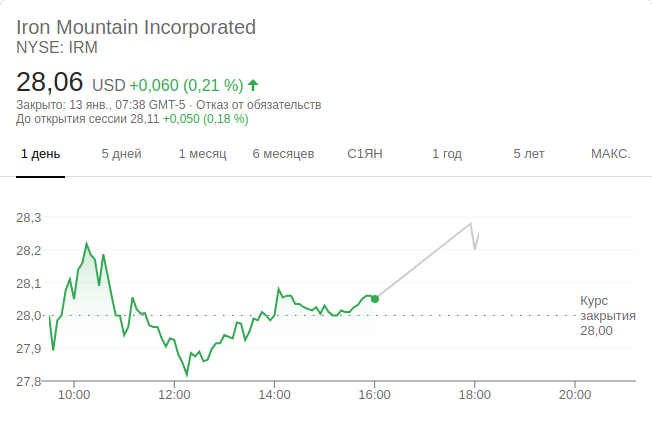 Iron Mountain Incorporated
NYSE: IRM
28,06 USD +0,060 (0,21 %)
Закрыто: 13 янв., 07:38 GMT-5 · Отказ от обязательств
До открытия сессии 28,11 +0,050 (0,18 %)
1 день 5 дней 1 месяц 6 месяцев С1ЯН 1 год 5 лет МАКС.
28,3
28,2
28,1
28,0
27,9
27,8
Курс
закрытия
28,00
10:00 12:00 14:00 16:00 18:00 20:00